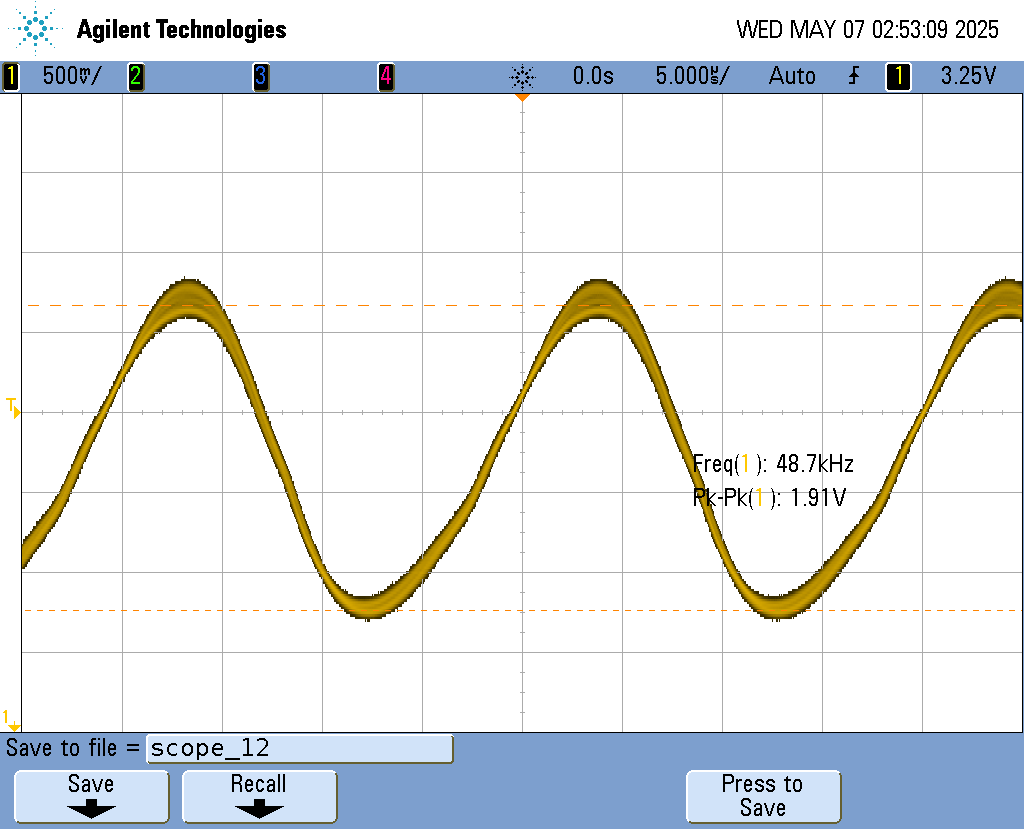 Agilent Technologies
WED MAY 07 02:53:09 2025
1 500mV/ 2 3 4 0.0s 5.000µs/ Auto 1 3.25V
T
Freq(1): 48.7kHz
Pk-Pk(1): 1.91V
1
Save to file = scope_12
Save Recall Press to Save